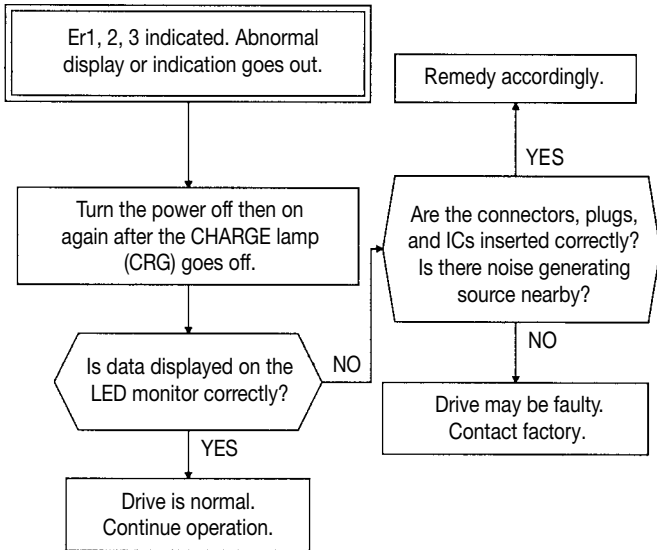 Er1, 2, 3 indicated. Abnormal
display or indication goes out.
Turn the power off then on
again after the CHARGE lamp
(CRG) goes off.
Is data displayed on the
LED monitor correctly?
NO
YES
Drive is normal.
Continue operation.
Remedy accordingly.
YES
Are the connectors, plugs,
and ICs inserted correctly?
Is there noise generating
source nearby?
NO
Drive may be faulty.
Contact factory.